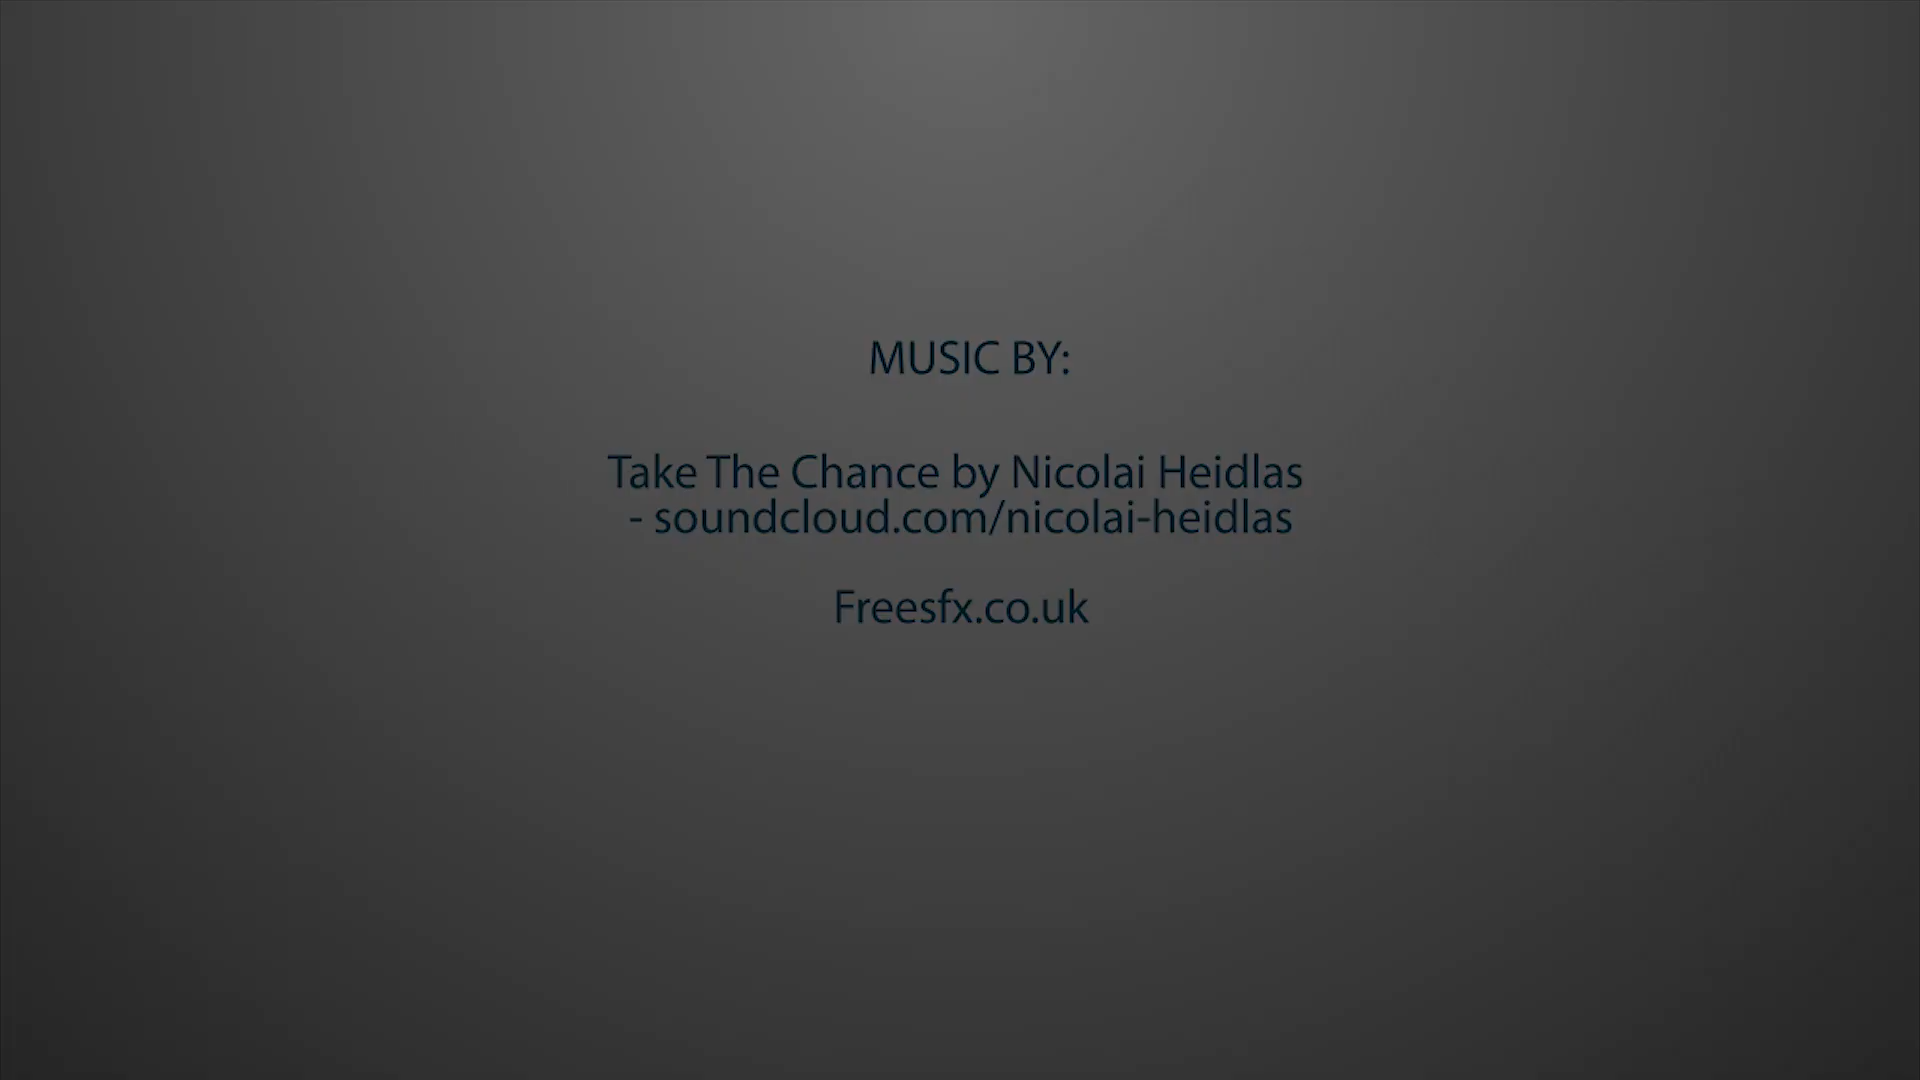 MUSIC BY:
Take The Chance by Nicolai Heidlas
- soundcloud.com/nicolai-heidlas
Freesfx.co.uk